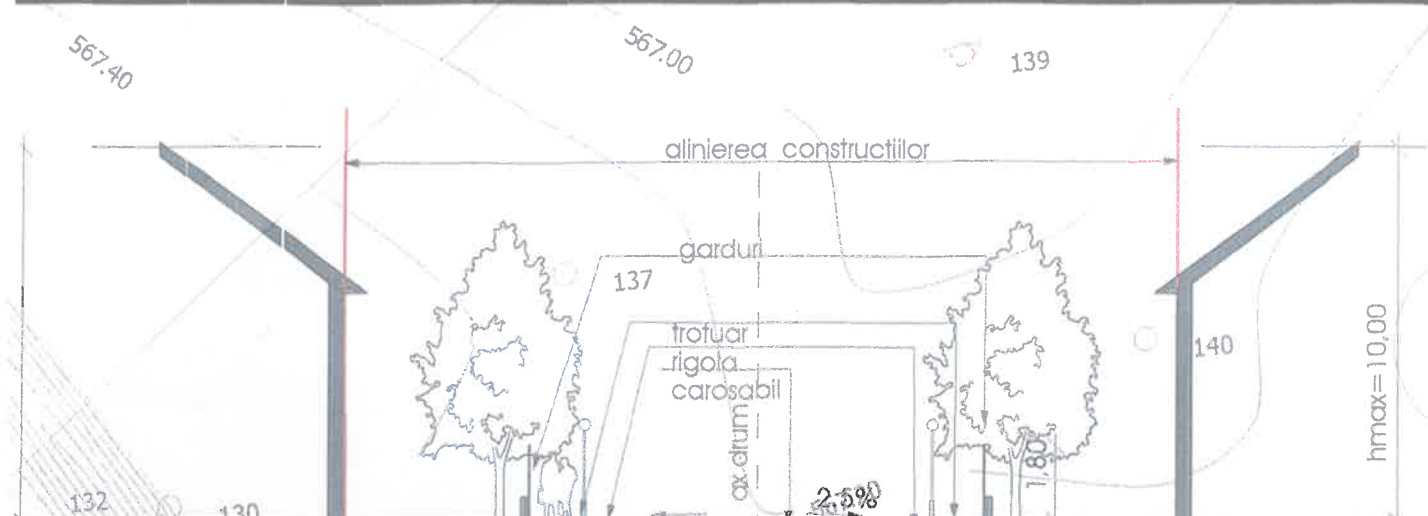 567.40
567.00
139
alinierea constructiilor
garduri
137
trotuar
rigola
carosabil
ax drum
140
hmax=10,00
1,80
2,5%
132
130